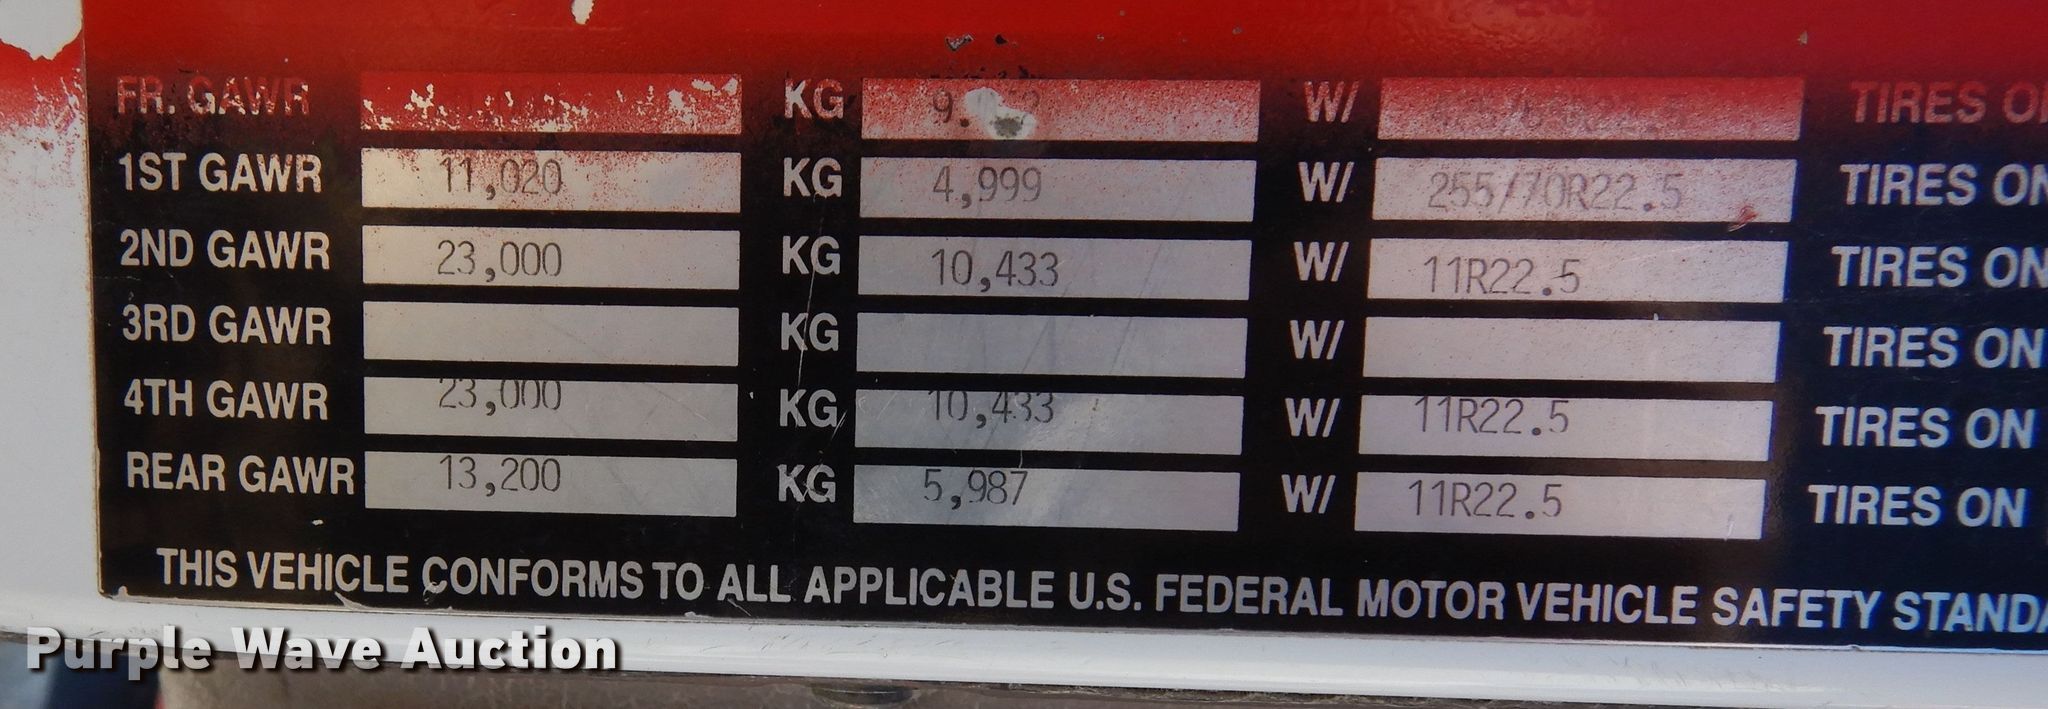 FR. GAWR KG W/ TIRES
1ST GAWR 11,020 KG 4,999 W/ 255/70R22.5 TIRES ON
2ND GAWR 23,000 KG 10,433 W/ 11R22.5 TIRES ON
3RD GAWR KG W/ TIRES ON
4TH GAWR 23,000 KG 10,433 W/ 11R22.5 TIRES ON
REAR GAWR 13,200 KG 5,987 W/ 11R22.5 TIRES ON
THIS VEHICLE CONFORMS TO ALL APPLICABLE U.S. FEDERAL MOTOR VEHICLE SAFETY STANDA
Purple Wave Auction